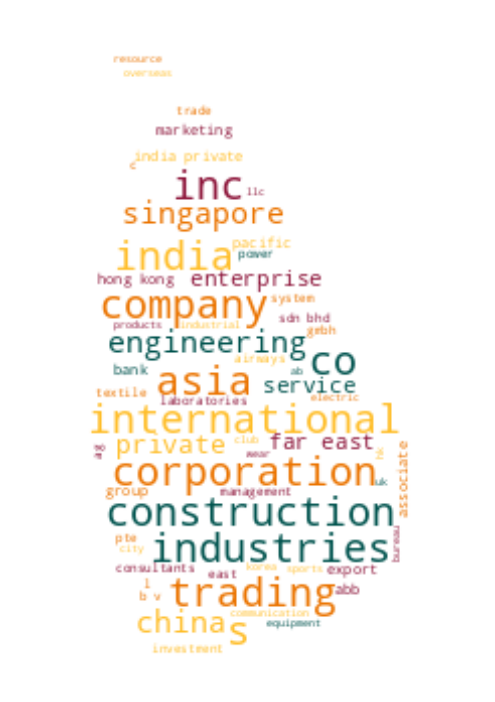 resource
overseas
trade
marketing
india private
c
inc llc
singapore
pacific
india power
hong kong enterprise
company system
sdn bhd
products industrial gmbh
engineering
airways co
bank asia ab service
textile laboratories electric
international
private club far east
wear
ag
corporation uk
associate
group management
construction
industries
bureau
pte
city
consultants korea sports export
east
l trading abb
b v
communication
china s equipment
investment